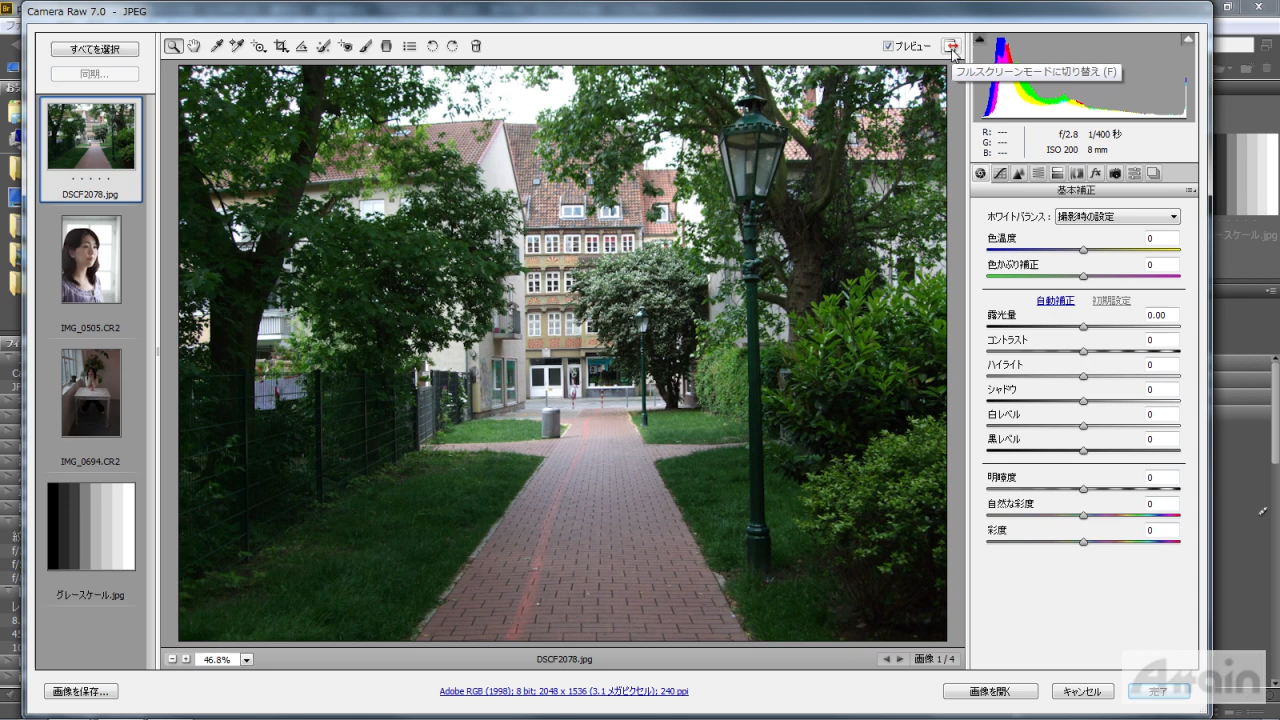 Br
Camera Raw 7.0 - JPEG
すべてを選択
同期...
プレビュー
フルスクリーンモードに切り替え (F)
R: ---
G: ---
B: ---
f/2.8 1/400 秒
ISO 200 8 mm
基本補正
ホワイトバランス: 撮影時の設定
色温度 0
色かぶり補正 0
自動補正 初期設定
露光量 0.00
コントラスト 0
ハイライト 0
シャドウ 0
白レベル 0
黒レベル 0
明瞭度 0
自然な彩度 0
彩度 0
DSCF2078.jpg
IMG_0505.CR2
IMG_0694.CR2
グレースケール.jpg
46.8%
DSCF2078.jpg
画像 1 / 4
画像を保存...
Adobe RGB (1998); 8 bit; 2048 x 1536 (3.1 メガピクセル); 240 ppi
画像を開く
キャンセル
完了
Attain